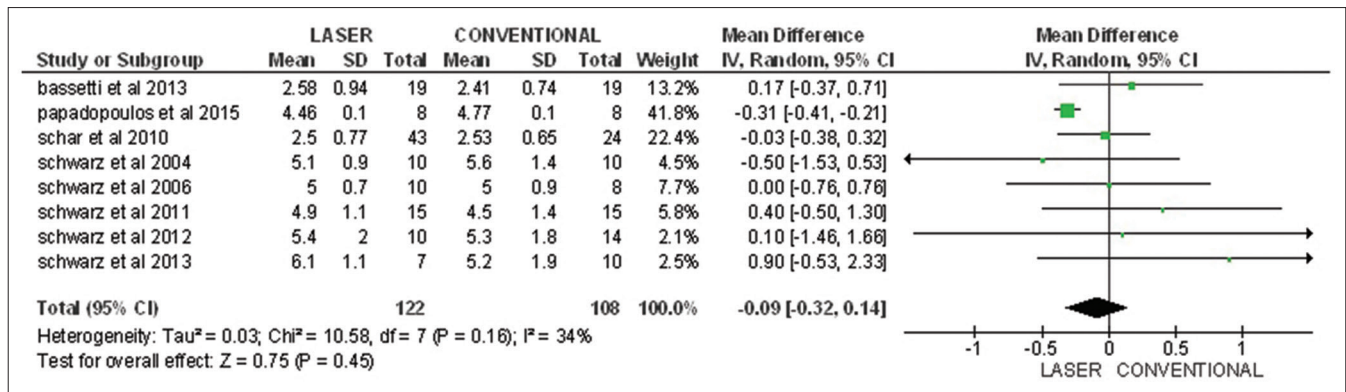 LASER CONVENTIONAL Mean Difference Mean Difference
Study or Subgroup Mean SD Total Mean SD Total Weight IV, Random, 95% CI IV, Random, 95% CI
bassetti et al 2013 2.58 0.94 19 2.41 0.74 19 13.2% 0.17 [-0.37, 0.71]
papadopoulos et al 2015 4.46 0.1 8 4.77 0.1 8 41.8% -0.31 [-0.41, -0.21]
schar et al 2010 2.5 0.77 43 2.53 0.65 24 22.4% -0.03 [-0.38, 0.32]
schwarz et al 2004 5.1 0.9 10 5.6 1.4 10 4.5% -0.50 [-1.53, 0.53]
schwarz et al 2006 5 0.7 10 5 0.9 8 7.7% 0.00 [-0.76, 0.76]
schwarz et al 2011 4.9 1.1 15 4.5 1.4 15 5.8% 0.40 [-0.50, 1.30]
schwarz et al 2012 5.4 2 10 5.3 1.8 14 2.1% 0.10 [-1.46, 1.66]
schwarz et al 2013 6.1 1.1 7 5.2 1.9 10 2.5% 0.90 [-0.53, 2.33]
Total (95% CI) 122 108 100.0% -0.09 [-0.32, 0.14]
Heterogeneity: Tau² = 0.03; Chi² = 10.58, df = 7 (P = 0.16); I² = 34%
Test for overall effect: Z = 0.75 (P = 0.45)
-1 -0.5 0 0.5 1
LASER CONVENTIONAL